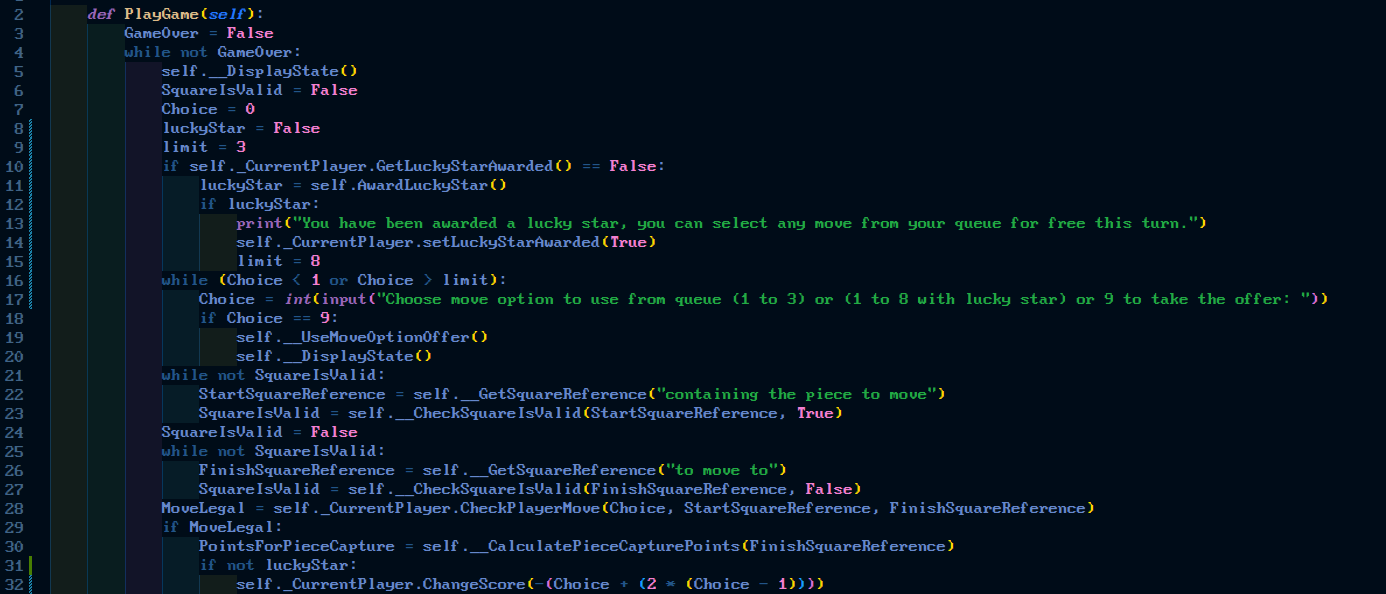 2 def PlayGame(self):
3 GameOver = False
4 while not GameOver:
5 self.__DisplayState()
6 SquareIsValid = False
7 Choice = 0
8 luckyStar = False
9 limit = 3
10 if self._CurrentPlayer.GetLuckyStarAwarded() == False:
11 luckyStar = self.AwardLuckyStar()
12 if luckyStar:
13 print("You have been awarded a lucky star, you can select any move from your queue for free this turn.")
14 self._CurrentPlayer.setLuckyStarAwarded(True)
15 limit = 8
16 while (Choice < 1 or Choice > limit):
17 Choice = int(input("Choose move option to use from queue (1 to 3) or (1 to 8 with lucky star) or 9 to take the offer: "))
18 if Choice == 9:
19 self.__UseMoveOptionOffer()
20 self.__DisplayState()
21 while not SquareIsValid:
22 StartSquareReference = self.__GetSquareReference("containing the piece to move")
23 SquareIsValid = self.__CheckSquareIsValid(StartSquareReference, True)
24 SquareIsValid = False
25 while not SquareIsValid:
26 FinishSquareReference = self.__GetSquareReference("to move to")
27 SquareIsValid = self.__CheckSquareIsValid(FinishSquareReference, False)
28 MoveLegal = self._CurrentPlayer.CheckPlayerMove(Choice, StartSquareReference, FinishSquareReference)
29 if MoveLegal:
30 PointsForPieceCapture = self.__CalculatePieceCapturePoints(FinishSquareReference)
31 if not luckyStar:
32 self._CurrentPlayer.ChangeScore(-(Choice + (2 * (Choice - 1))))